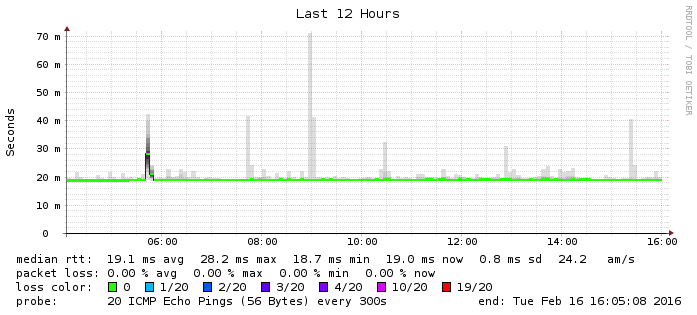 Last 12 Hours
RRDTOOL / TOBI OETIKER
Seconds
70 m
60 m
50 m
40 m
30 m
20 m
10 m
0
06:00 08:00 10:00 12:00 14:00 16:00
median rtt: 19.1 ms avg 28.2 ms max 18.7 ms min 19.0 ms now 0.8 ms sd 24.2 am/s
packet loss: 0.00 % avg 0.00 % max 0.00 % min 0.00 % now
loss color: 0 1/20 2/20 3/20 4/20 10/20 19/20
probe: 20 ICMP Echo Pings (56 Bytes) every 300s end: Tue Feb 16 16:05:08 2016